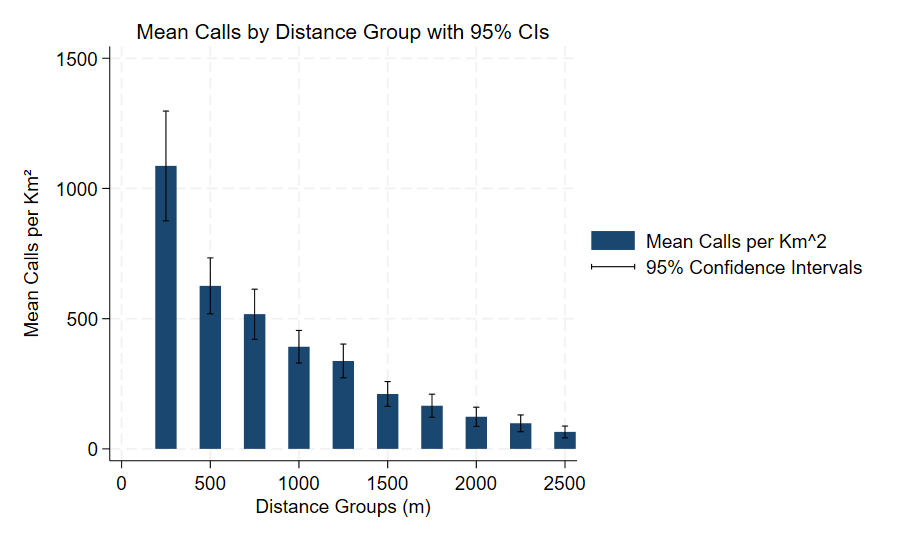 Mean Calls by Distance Group with 95% CIs
1500
1000
500
0
Mean Calls per Km²
0 500 1000 1500 2000 2500
Distance Groups (m)
Mean Calls per Km^2
95% Confidence Intervals